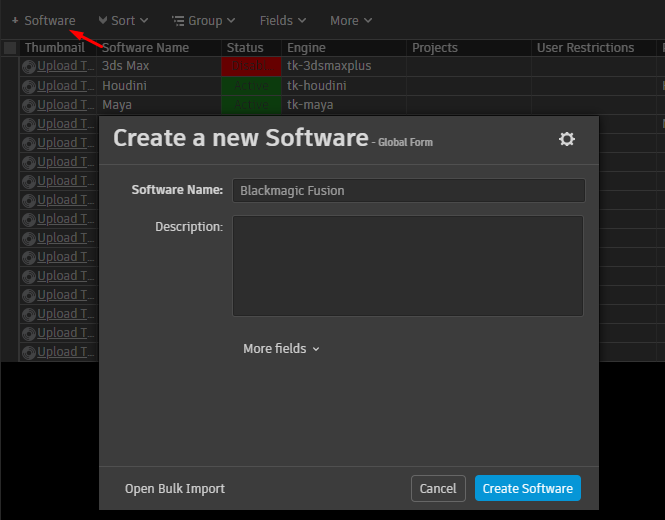 + Software Sort Group Fields More
Thumbnail Software Name Status Engine Projects User Restrictions
Upload T... 3ds Max tk-3dsmaxplus
Upload T... Houdini Active tk-houdini
Upload T... Maya Active tk-maya
Upload T...
Create a new Software - Global Form
Upload T...
Upload T...
Software Name: Blackmagic Fusion
Upload T...
Upload T...
Description:
Upload T...
Upload T...
Upload T...
Upload T...
Upload T...
Upload T...
More fields
Upload T...
Upload T...
Open Bulk Import Cancel Create Software